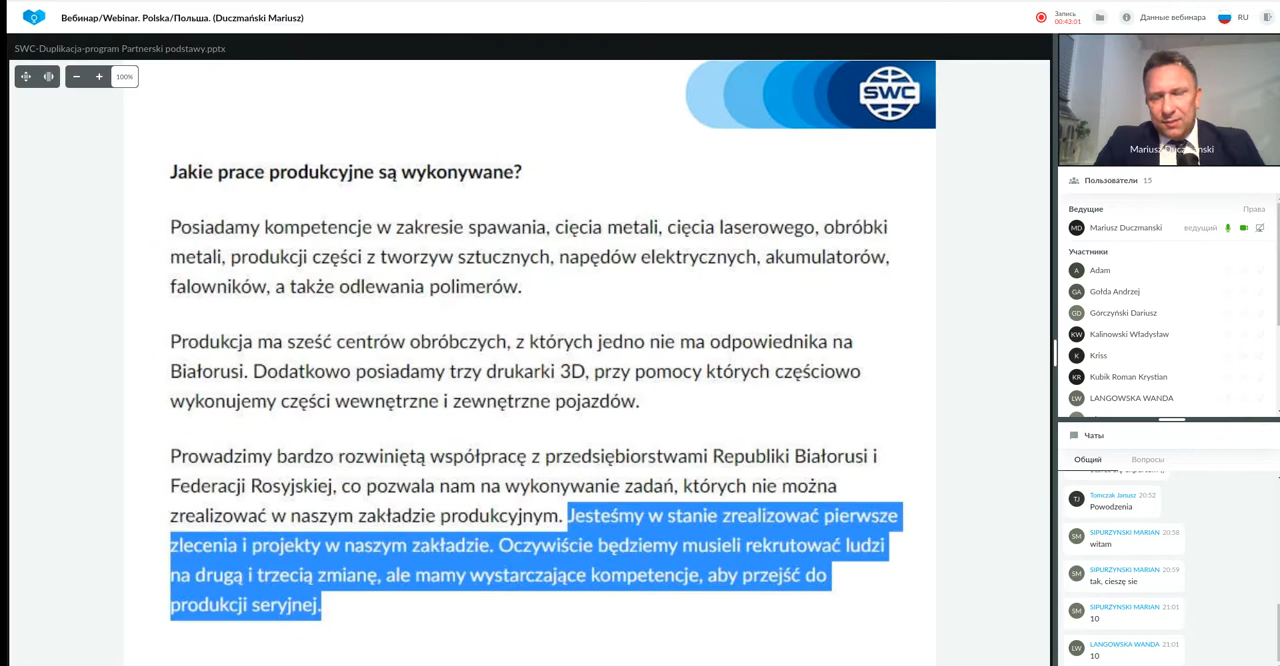 Вебинар/Webinar. Polska/Польша. (Duczmański Mariusz)
Запись
00:43:01
Данные вебинара
RU
SWC-Duplikacja-program Partnerski podstawy.pptx
100%
SWC
Jakie prace produkcyjne są wykonywane?
Posiadamy kompetencje w zakresie spawania, cięcia metali, cięcia laserowego, obróbki
metali, produkcji części z tworzyw sztucznych, napędów elektrycznych, akumulatorów,
falowników, a także odlewania polimerów.
Produkcja ma sześć centrów obróbczych, z których jedno nie ma odpowiednika na
Białorusi. Dodatkowo posiadamy trzy drukarki 3D, przy pomocy których częściowo
wykonujemy części wewnętrzne i zewnętrzne pojazdów.
Prowadzimy bardzo rozwiniętą współpracę z przedsiębiorstwami Republiki Białorusi i
Federacji Rosyjskiej, co pozwala nam na wykonywanie zadań, których nie można
zrealizować w naszym zakładzie produkcyjnym. Jesteśmy w stanie zrealizować pierwsze
zlecenia i projekty w naszym zakładzie. Oczywiście będziemy musieli rekrutować ludzi
na drugą i trzecią zmianę, ale mamy wystarczające kompetencje, aby przejść do
produkcji seryjnej.
Mariusz Duczmanski
Пользователи 15
Ведущие Права
MD Mariusz Duczmanski ведущий
Участники
A Adam
GA Gołda Andrzej
GD Górczyński Dariusz
KW Kalinowski Władysław
K Kriss
KR Kubik Roman Krystian
LW LANGOWSKA WANDA
Чаты
Общий Вопросы
TJ Tomczak Janusz 20:52
Powodzenia
SM SIPURZYNSKI MARIAN 20:58
witam
SM SIPURZYNSKI MARIAN 20:59
tak, cieszę sie
SM SIPURZYNSKI MARIAN 21:01
10
LW LANGOWSKA WANDA 21:01
10